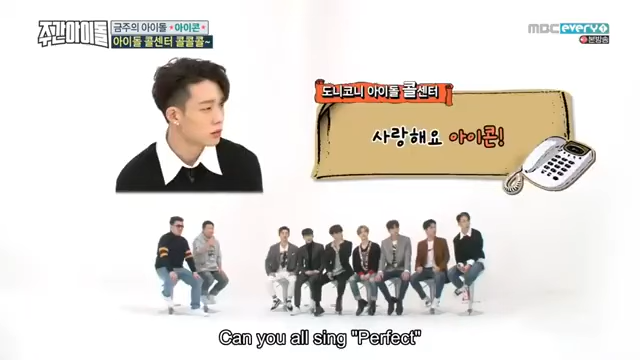 주간아이돌
금주의 아이돌 *아이콘*
아이돌 콜센터 콜콜콜~
MBC every1
본방송
도니코니 아이돌 콜센터
사랑해요 아이콘!
Can you all sing "Perfect"